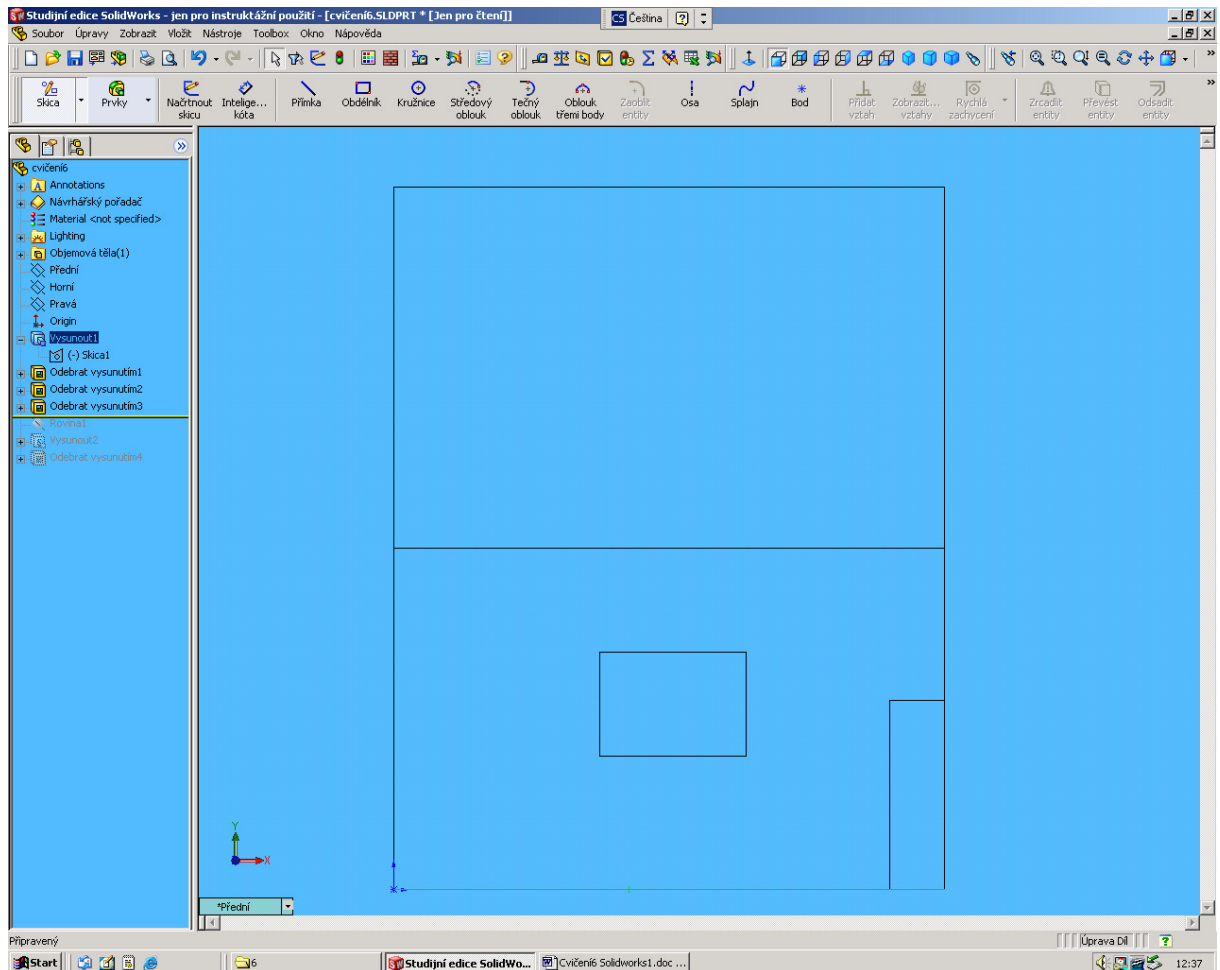 Studijní edice SolidWorks - jen pro instruktážní použití - [cvičení6.SLDPRT * [Jen pro čtení]]
CS Čeština
Soubor Úpravy Zobrazit Vložit Nástroje Toolbox Okno Nápověda
Skica Prvky Načrtnout skicu Intelige... kóta Přímka Obdélník Kružnice Středový oblouk Tečný oblouk Oblouk třemi body Zaoblit entity Osa Splajn Bod Přidat vztah Zobrazit... vztahy Rychlá zachycení Zrcadlit entity Převést entity Odsadit entity
cvičení6
Annotations
Návrhářský pořadač
Material <not specified>
Lighting
Objemová těla(1)
Přední
Horní
Pravá
Origin
Vysunout1
(-) Skica1
Odebrat vysunutím1
Odebrat vysunutím2
Odebrat vysunutím3
Rovina1
Vysunout2
Odebrat vysunutím4
Y
X
*Přední
Připravený
Úprava Díl
Start
6
Studijní edice SolidWo...
Cvičení6 Solidworks1.doc ...
12:37